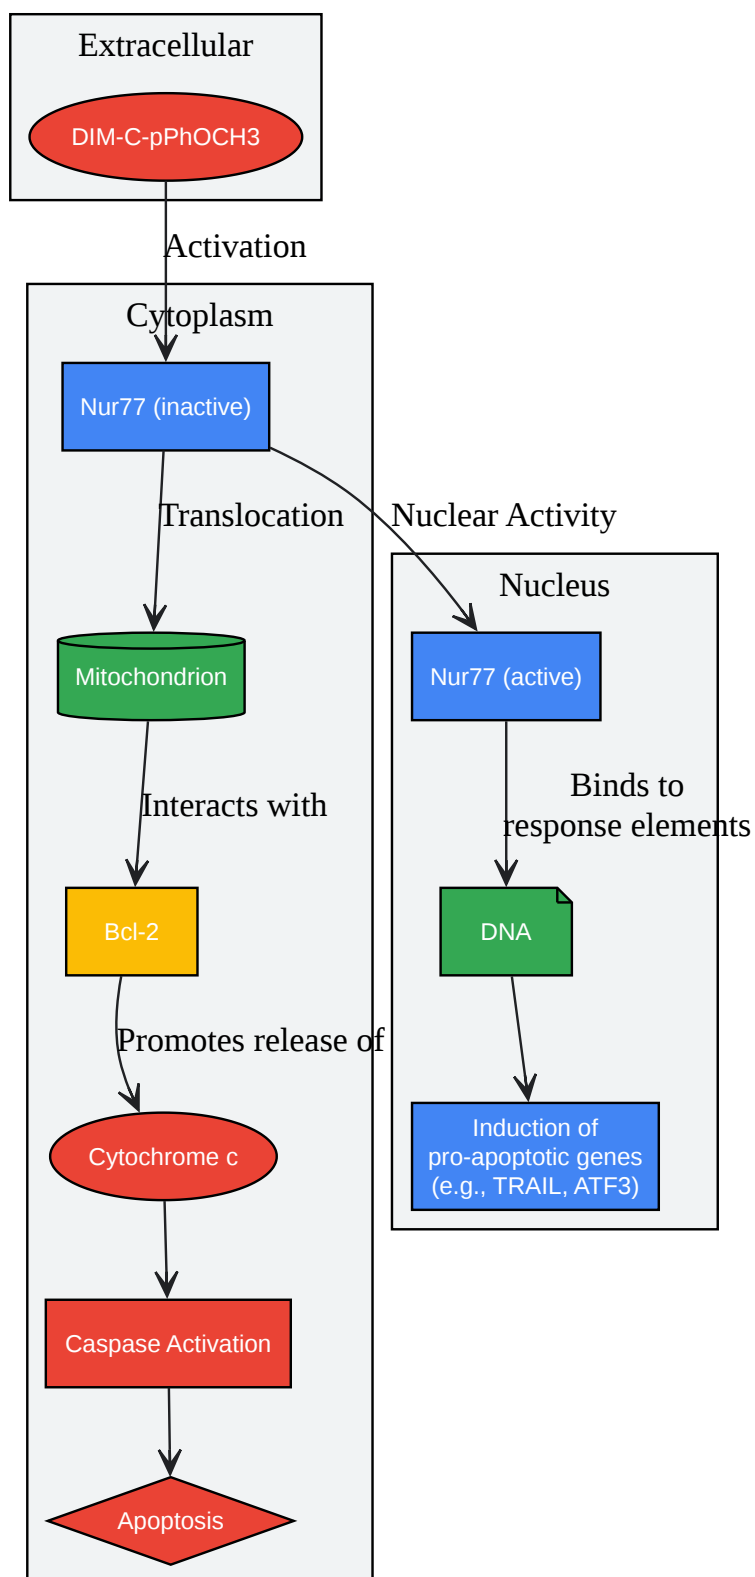 Extracellular
DIM-C-pPhOCH3
Activation
Cytoplasm
Nur77 (inactive)
Translocation
Nuclear Activity
Nucleus
Mitochondrion
Nur77 (active)
Interacts with
Binds to
response elements
Bcl-2
DNA
Promotes release of
Cytochrome c
Induction of
pro-apoptotic genes
(e.g., TRAIL, ATF3)
Caspase Activation
Apoptosis